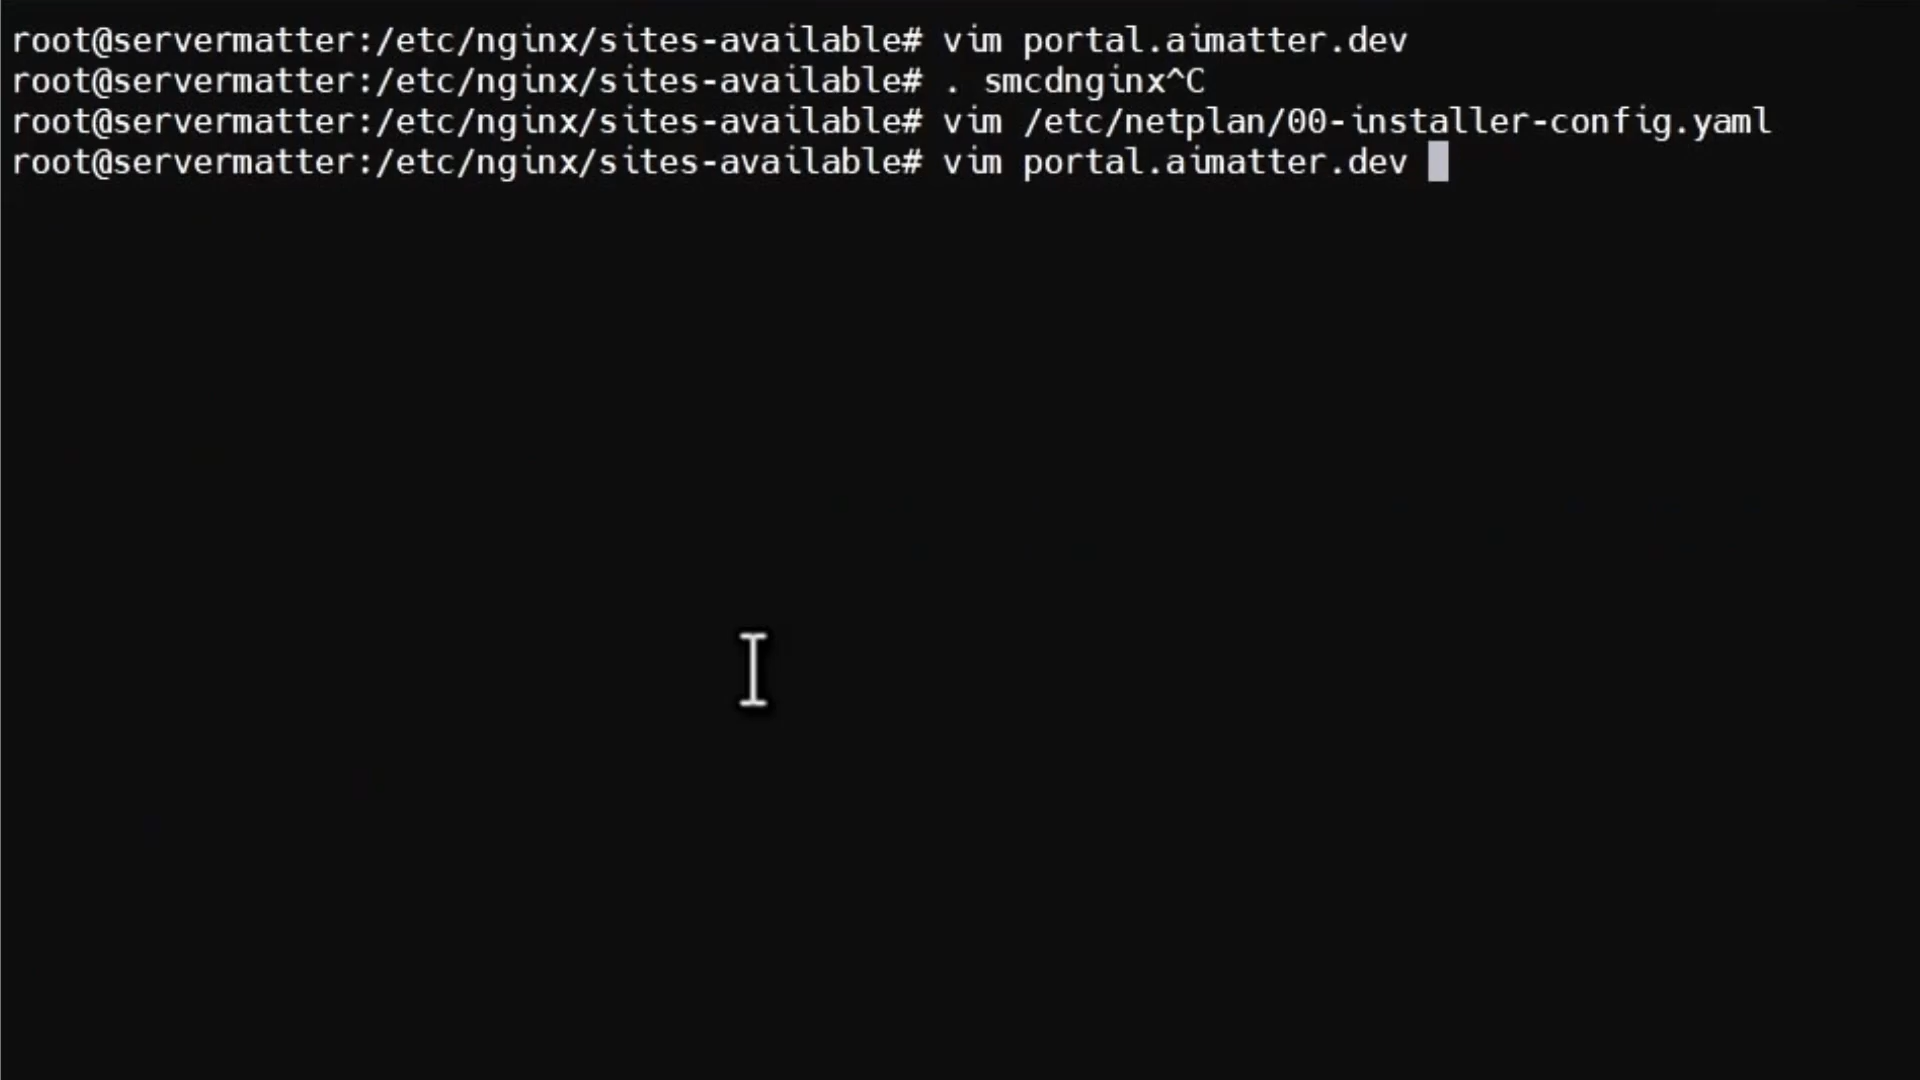 root@servermatter:/etc/nginx/sites-available# vim portal.aimatter.dev
root@servermatter:/etc/nginx/sites-available# . smcdnginx^C
root@servermatter:/etc/nginx/sites-available# vim /etc/netplan/00-installer-config.yaml
root@servermatter:/etc/nginx/sites-available# vim portal.aimatter.dev